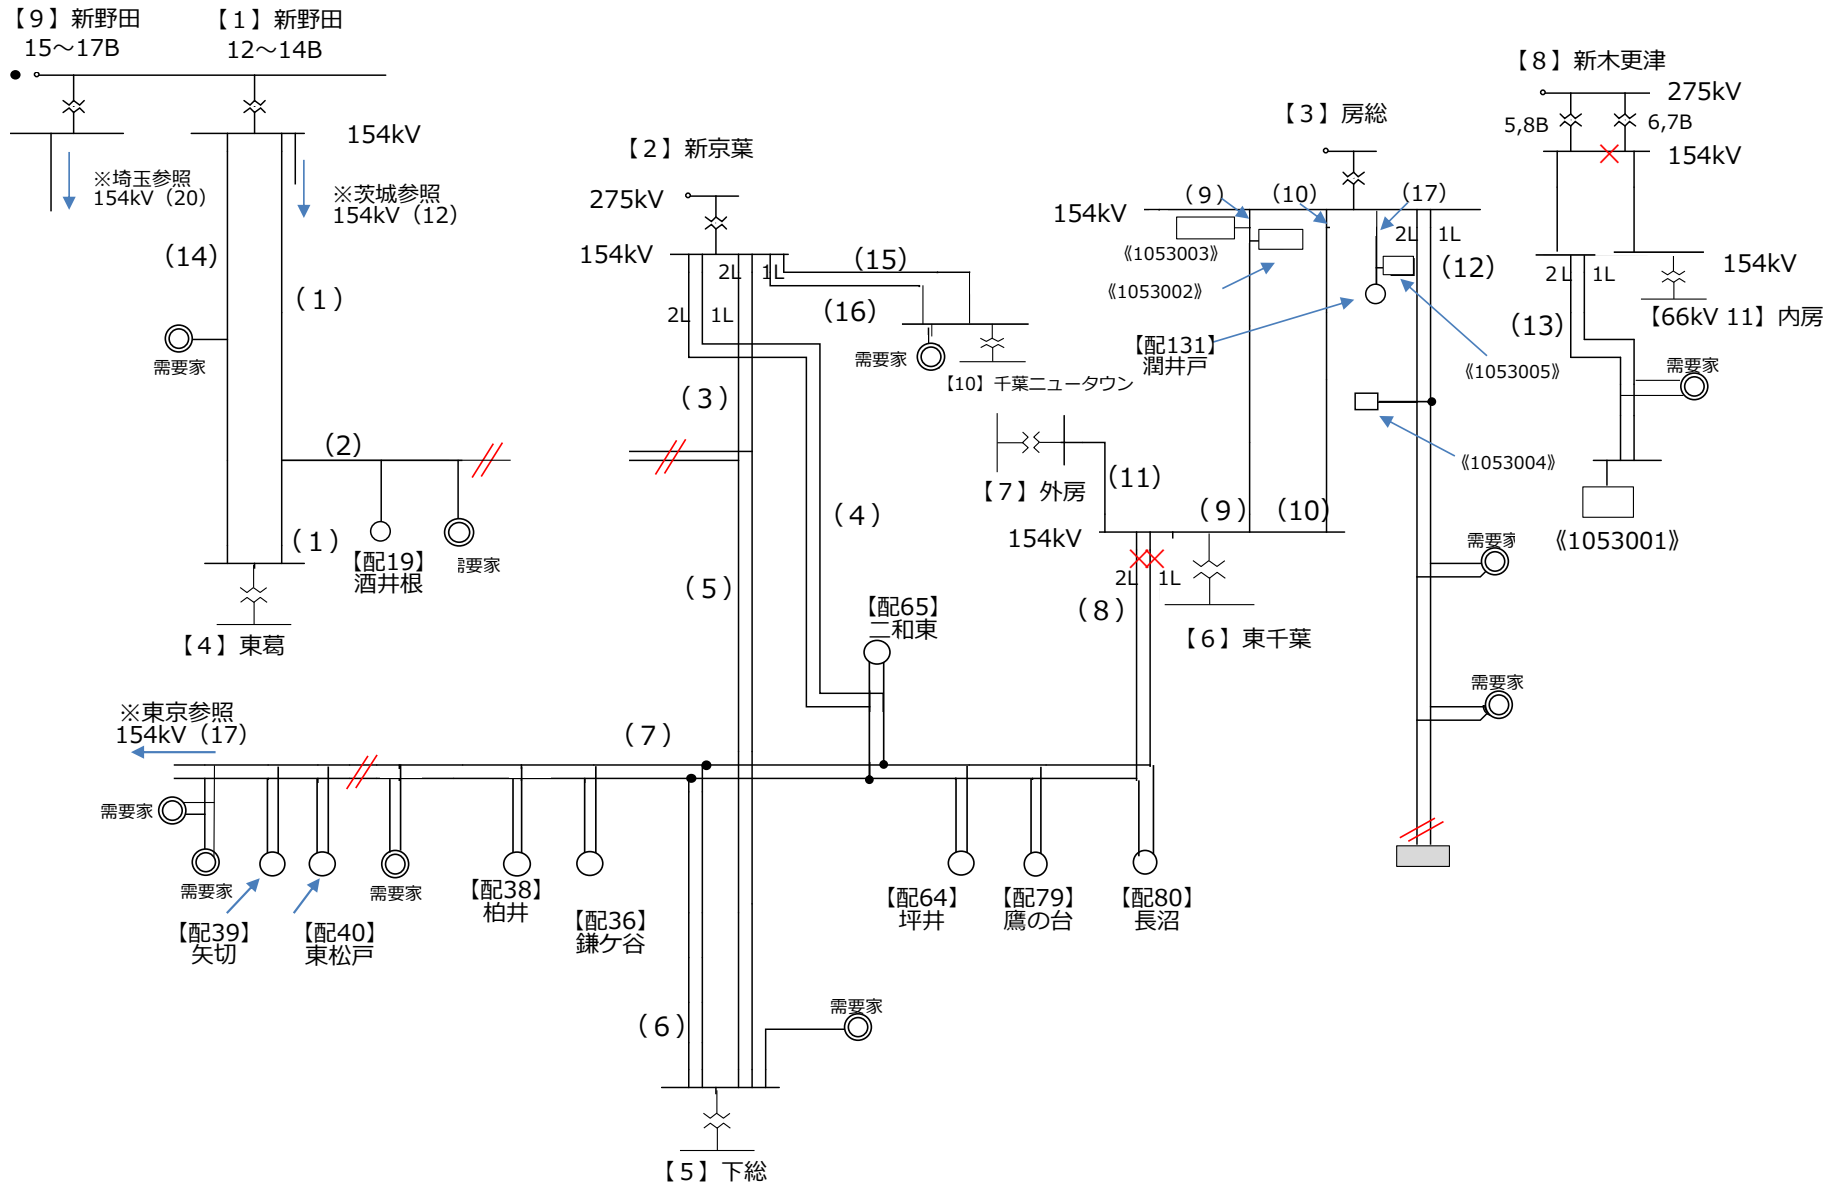 【９】新野田
15～17B
【１】新野田
12～14B
154kV
※埼玉参照
154kV（20）
※茨城参照
154kV（12）
（14）
（１）
需要家
（２）
（１）
【配19】
酒井根
需要家
【４】東葛
【２】新京葉
275kV
154kV
2L
1L
（15）
（16）
2L
1L
需要家
【10】千葉ニュータウン
（３）
（４）
（５）
【配65】
二和東
【３】房総
154kV
（９）
（10）
（17）
2L
1L
（12）
《1053003》
《1053002》
【配131】
潤井戸
《1053005》
《1053004》
【７】外房
（11）
154kV
（９）
（10）
2L
1L
（８）
【６】東千葉
需要家
需要家
【８】新木更津
275kV
5,8B
6,7B
154kV
154kV
2L
1L
【66kV 11】内房
（13）
需要家
《1053001》
※東京参照
154kV（17）
（７）
需要家
需要家
需要家
【配39】
矢切
【配40】
東松戸
【配38】
柏井
【配36】
鎌ケ谷
【配64】
坪井
【配79】
鷹の台
【配80】
長沼
（６）
需要家
【５】下総